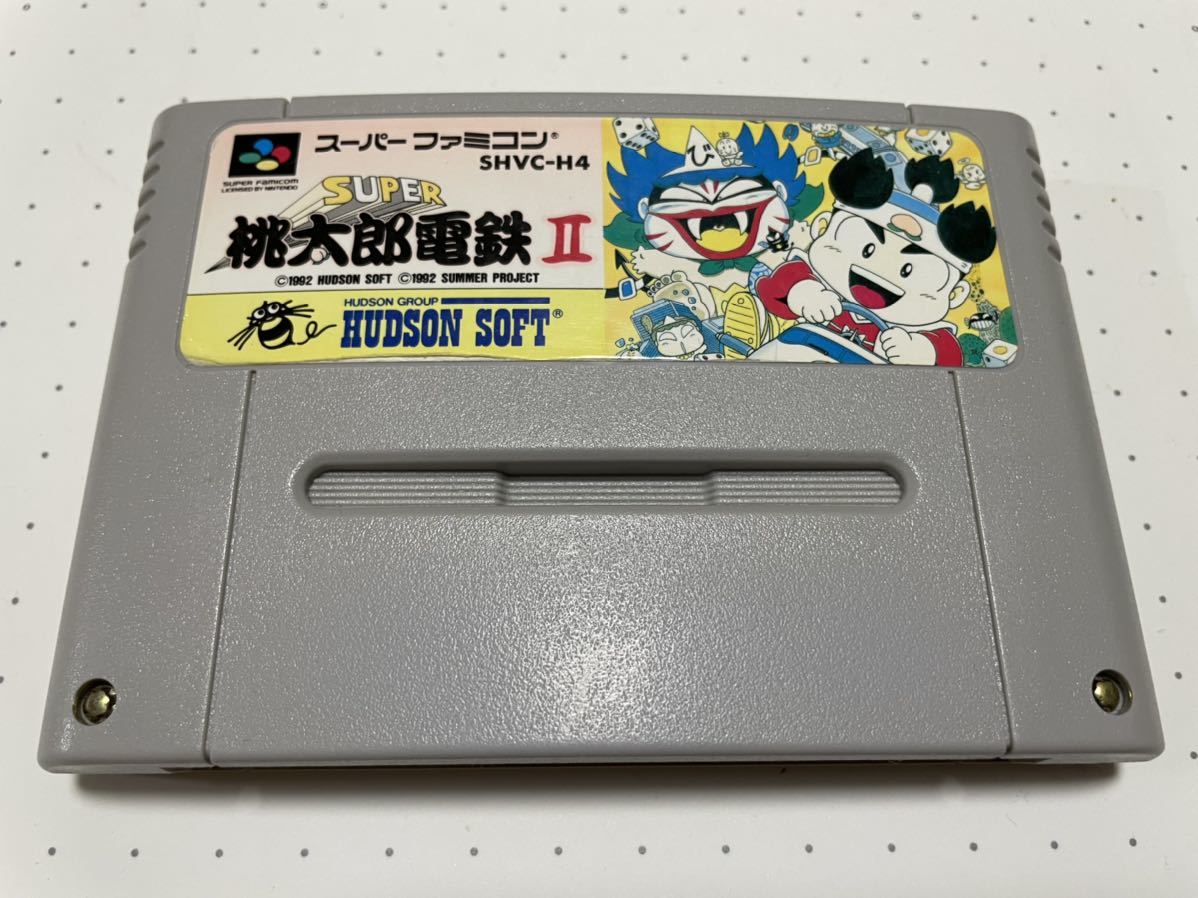 スーパーファミコン®
SHVC-H4
SUPER FAMICOM
LICENSED BY NINTENDO
SUPER
桃太郎電鉄II
©1992 HUDSON SOFT ©1992 SUMMER PROJECT
HUDSON GROUP
HUDSON SOFT®
び